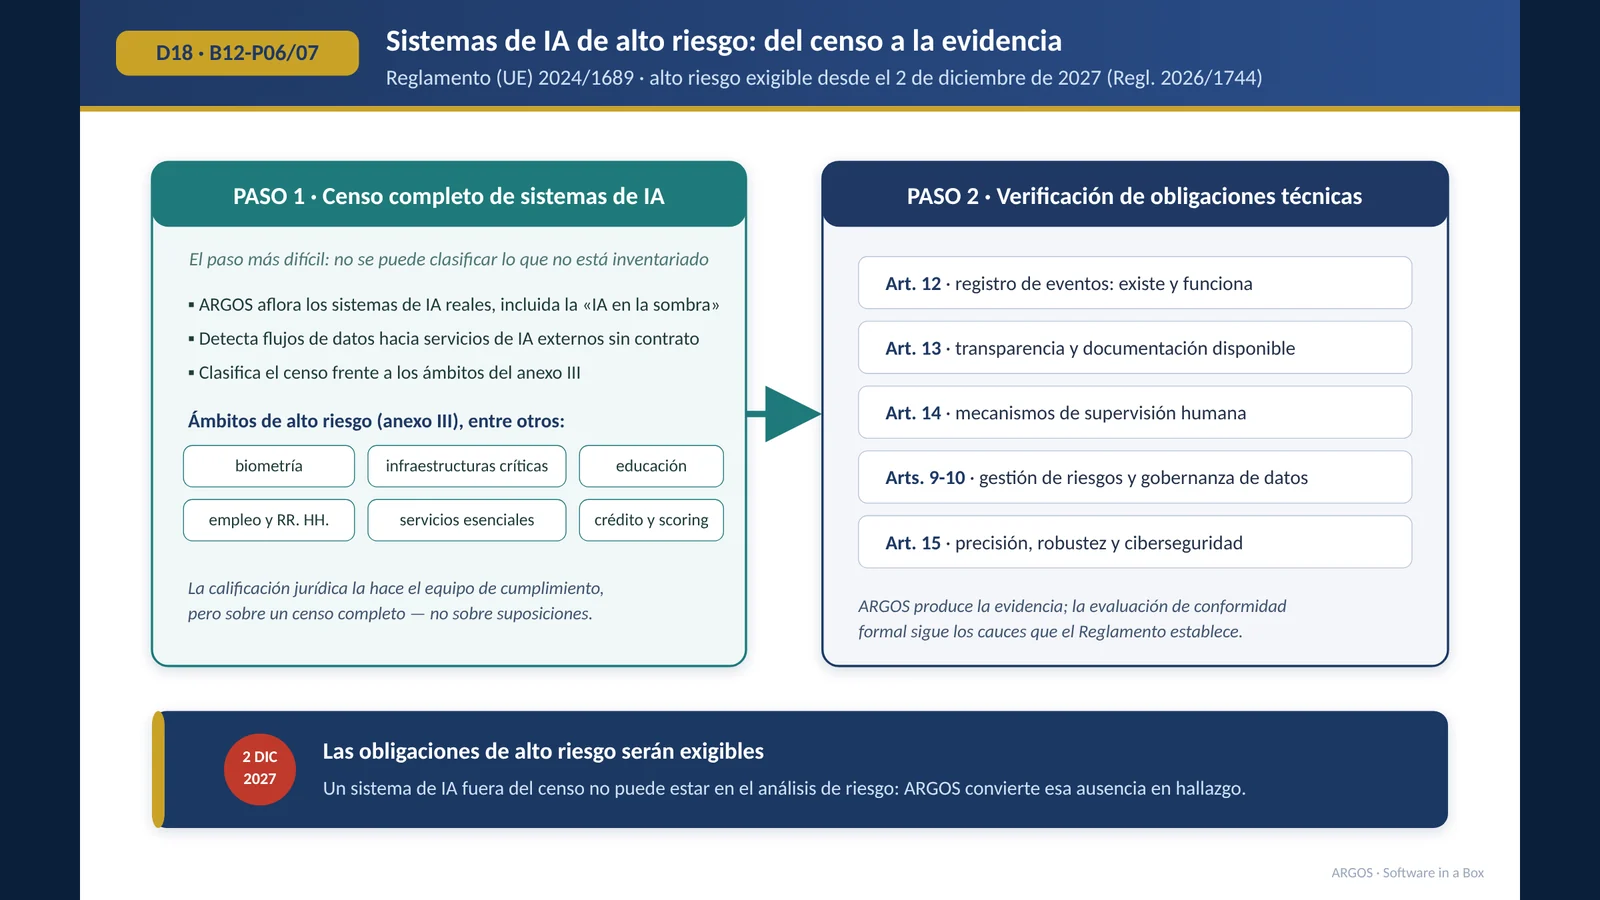 D18 · B12-P06/07
Sistemas de IA de alto riesgo: del censo a la evidencia
Reglamento (UE) 2024/1689 · alto riesgo exigible desde el 2 de diciembre de 2027 (Regl. 2026/1744)
PASO 1 · Censo completo de sistemas de IA
El paso más difícil: no se puede clasificar lo que no está inventariado
▪ ARGOS aflora los sistemas de IA reales, incluida la «IA en la sombra»
▪ Detecta flujos de datos hacia servicios de IA externos sin contrato
▪ Clasifica el censo frente a los ámbitos del anexo III
Ámbitos de alto riesgo (anexo III), entre otros:
biometría
infraestructuras críticas
educación
empleo y RR. HH.
servicios esenciales
crédito y scoring
La calificación jurídica la hace el equipo de cumplimiento,
pero sobre un censo completo — no sobre suposiciones.
PASO 2 · Verificación de obligaciones técnicas
Art. 12 · registro de eventos: existe y funciona
Art. 13 · transparencia y documentación disponible
Art. 14 · mecanismos de supervisión humana
Arts. 9-10 · gestión de riesgos y gobernanza de datos
Art. 15 · precisión, robustez y ciberseguridad
ARGOS produce la evidencia; la evaluación de conformidad
formal sigue los cauces que el Reglamento establece.
2 DIC
2027
Las obligaciones de alto riesgo serán exigibles
Un sistema de IA fuera del censo no puede estar en el análisis de riesgo: ARGOS convierte esa ausencia en hallazgo.
ARGOS · Software in a Box